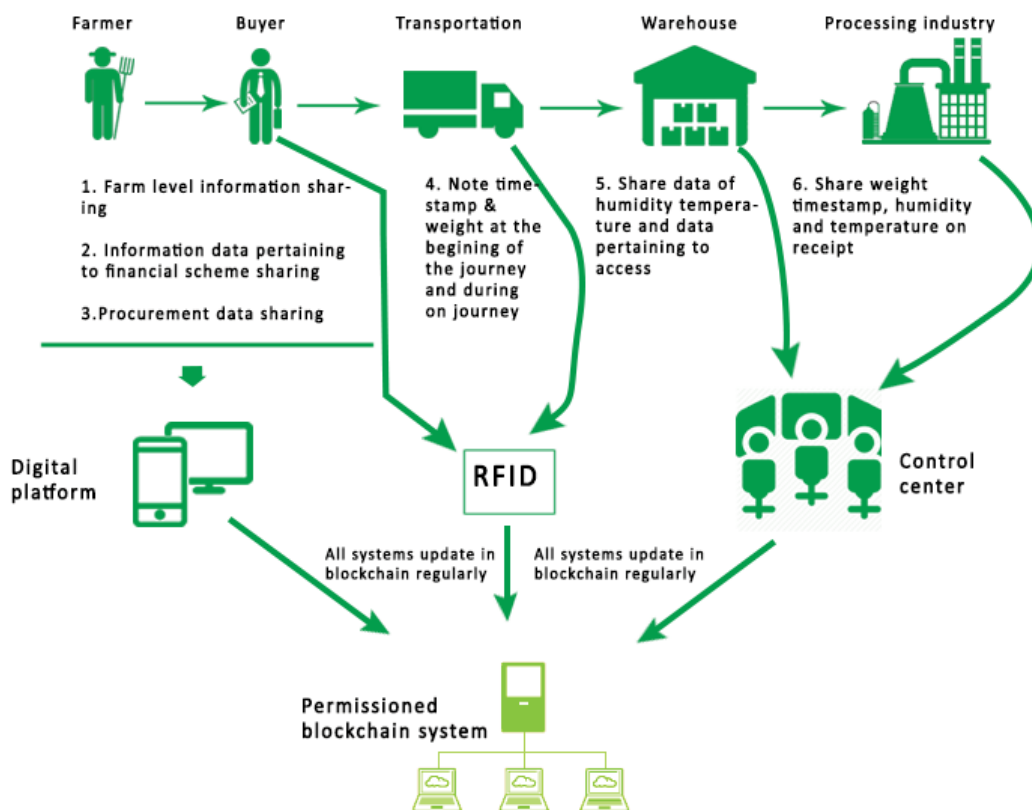 Farmer
Buyer
Transportation
Warehouse
Processing industry
1. Farm level information shar-
ing
2. Information data pertaining
to financial scheme sharing
3.Procurement data sharing
4. Note time-
stamp &
weight at the
begining of
the journey
and during
on journey
5. Share data of
humidity tempera-
ture and data
pertaining to
access
6. Share weight
timestamp, humidity
and temperature on
receipt
Digital
platform
RFID
Control
center
All systems update in
blockchain regularly
All systems update in
blockchain regularly
Permissioned
blockchain system